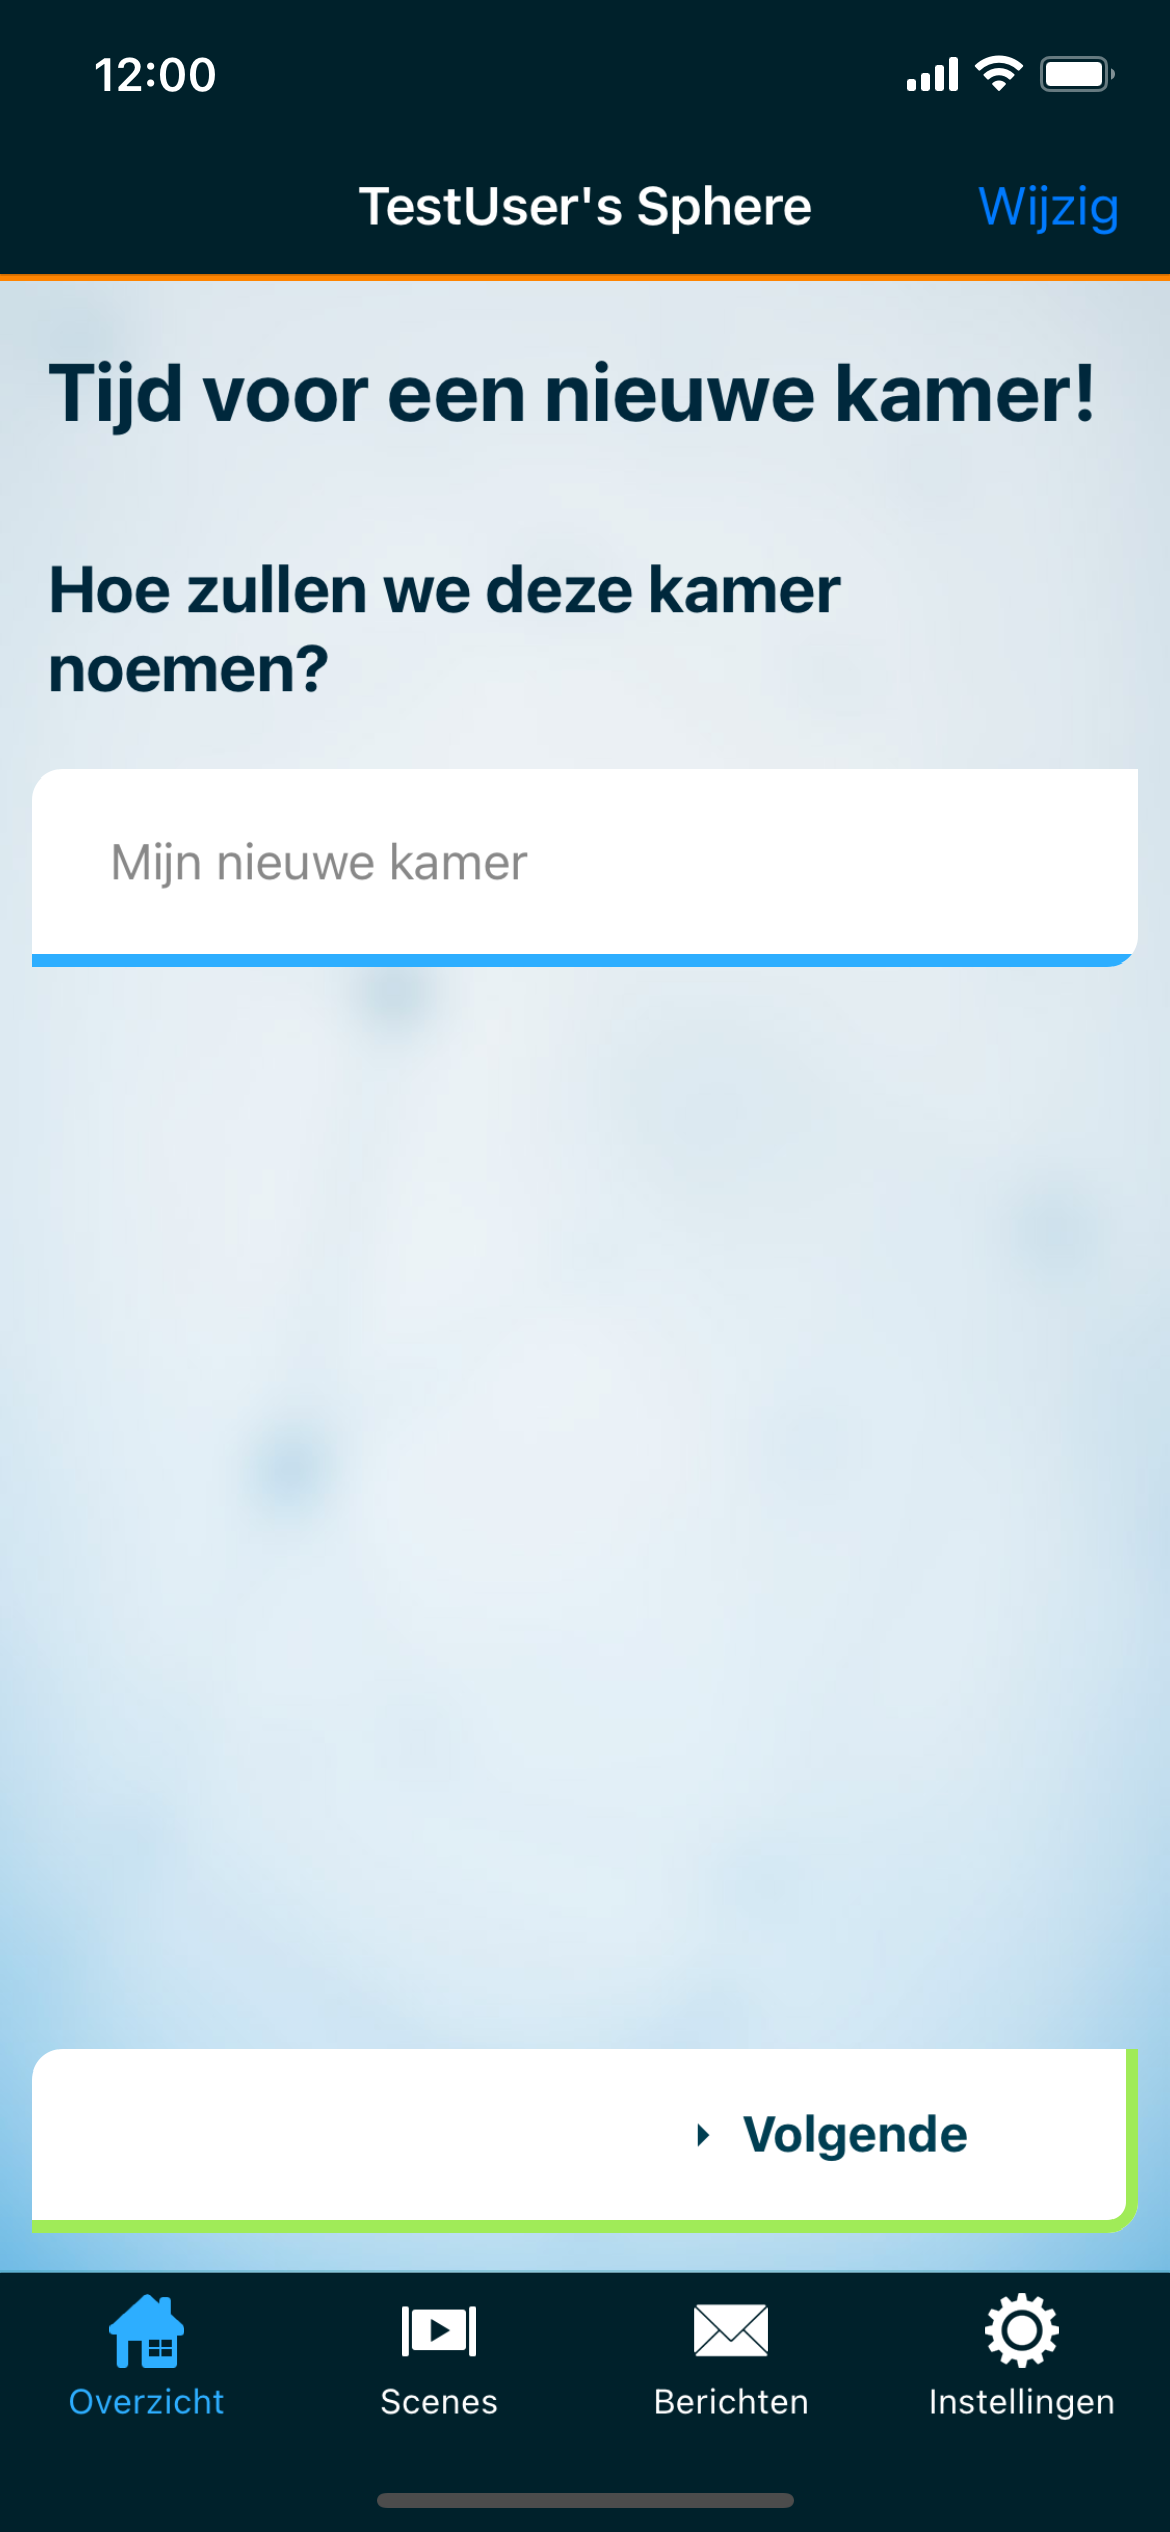 12:00
TestUser's Sphere
Wijzig
Tijd voor een nieuwe kamer!
Hoe zullen we deze kamer
noemen?
Mijn nieuwe kamer
Volgende
Overzicht
Scenes
Berichten
Instellingen